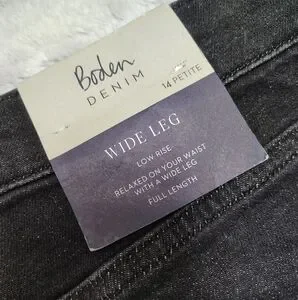 Boden
DENIM
14 PETITE
WIDE LEG
LOW RISE
RELAXED ON YOUR WAIST
WITH A WIDE LEG
FULL LENGTH